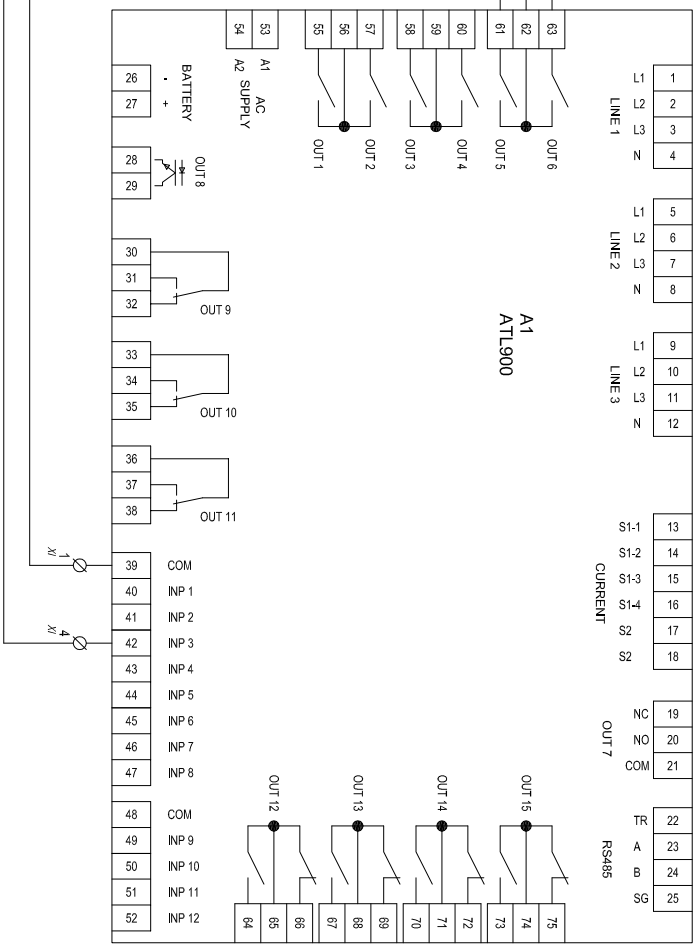 54 53 55 56 57 58 59 60 61 62 63
A2 A1
AC
SUPPLY
OUT 1
OUT 2
OUT 3
OUT 4
OUT 5
OUT 6
26 -
27 +
BATTERY
28
29
OUT 8
30
31
32
OUT 9
33
34
35
OUT 10
36
37
38
OUT 11
1
XI
39 COM
40 INP 1
41 INP 2
4
XI
42 INP 3
43 INP 4
44 INP 5
45 INP 6
46 INP 7
47 INP 8
48 COM
49 INP 9
50 INP 10
51 INP 11
52 INP 12
A1
ATL900
L1 1
L2 2
L3 3
N 4
LINE 1
L1 5
L2 6
L3 7
N 8
LINE 2
L1 9
L2 10
L3 11
N 12
LINE 3
S1-1 13
S1-2 14
S1-3 15
S1-4 16
S2 17
S2 18
CURRENT
NC 19
NO 20
COM 21
OUT 7
TR 22
A 23
B 24
SG 25
RS485
OUT 12
OUT 13
OUT 14
OUT 15
64 65 66 67 68 69 70 71 72 73 74 75